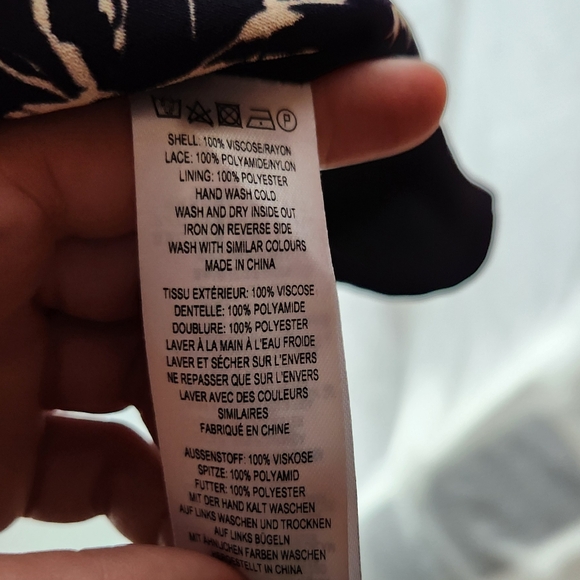 P
SHELL: 100% VISCOSE/RAYON
LACE: 100% POLYAMIDE/NYLON
LINING: 100% POLYESTER
HAND WASH COLD
WASH AND DRY INSIDE OUT
IRON ON REVERSE SIDE
WASH WITH SIMILAR COLOURS
MADE IN CHINA
TISSU EXTÉRIEUR: 100% VISCOSE
DENTELLE: 100% POLYAMIDE
DOUBLURE: 100% POLYESTER
LAVER À LA MAIN À L'EAU FROIDE
LAVER ET SÉCHER SUR L'ENVERS
NE REPASSER QUE SUR L'ENVERS
LAVER AVEC DES COULEURS
SIMILAIRES
FABRIQUÉ EN CHINE
AUSSENSTOFF: 100% VISKOSE
SPITZE: 100% POLYAMID
FUTTER: 100% POLYESTER
MIT DER HAND KALT WASCHEN
AUF LINKS WASCHEN UND TROCKNEN
AUF LINKS BÜGELN
MIT ÄHNLICHEN FARBEN WASCHEN
IN CHINA